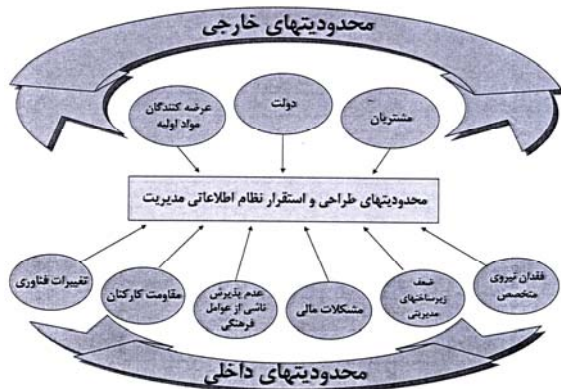 محدودیتهای خارجی
مشتریان
دولت
عرضه کنندگان
مواد اولیه
محدودیتهای طراحی و استقرار نظام اطلاعاتی مدیریت
فقدان نیروی
متخصص
ضعف
زیرساختهای
مدیریتی
مشکلات مالی
عدم پذیرش
ناشی از عوامل
فرهنگی
مقاومت کارکنان
تغییرات فناوری
محدودیتهای داخلی